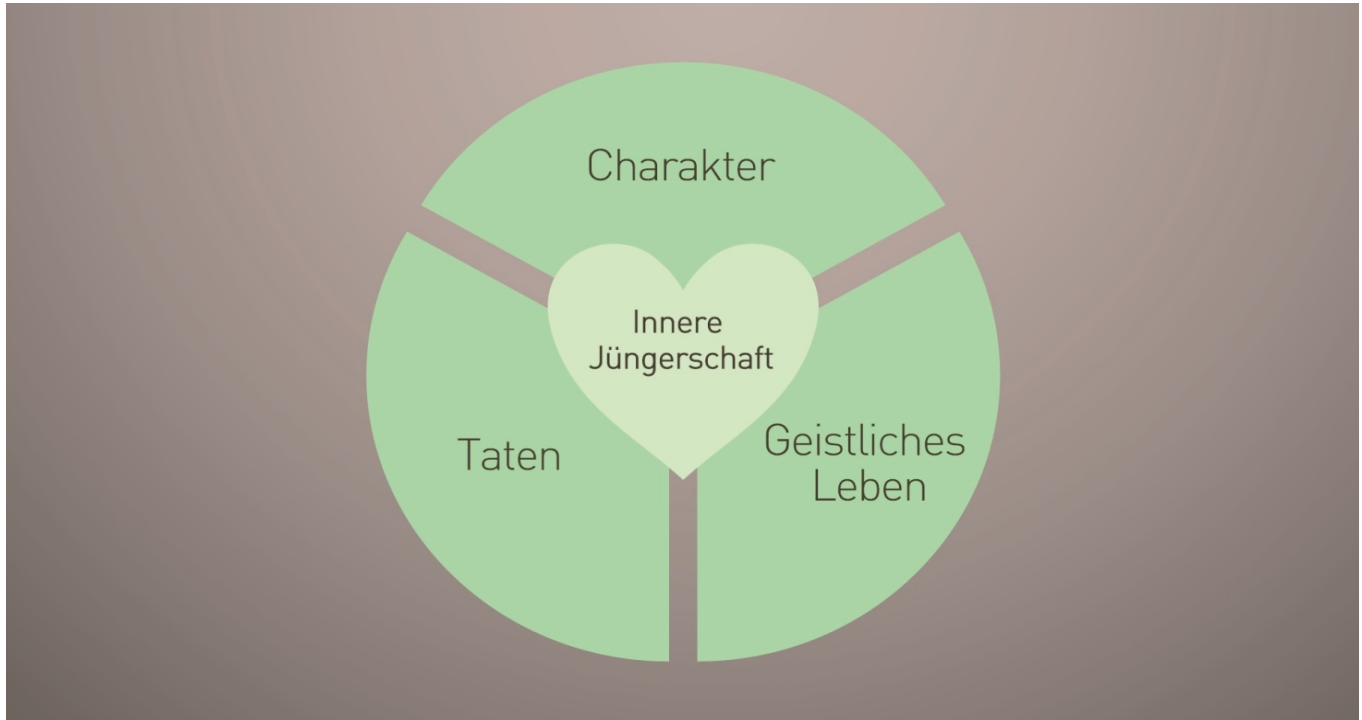 Charakter
Innere
Jüngerschaft
Taten
Geistliches
Leben